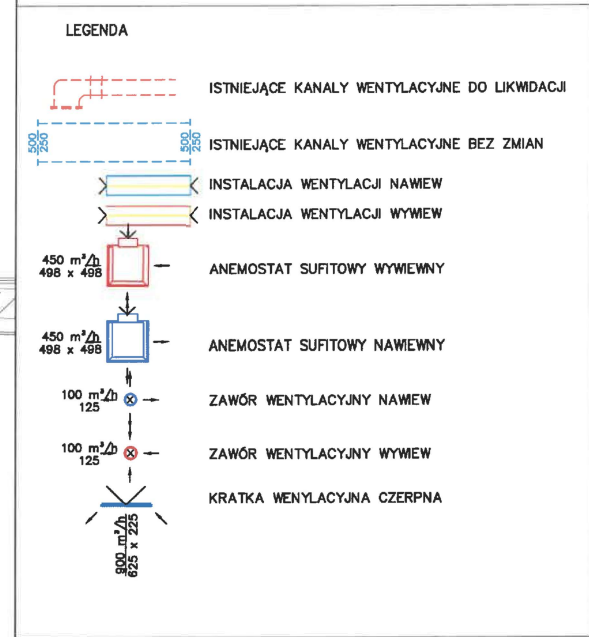 LEGENDA
ISTNIEJĄCE KANAŁY WENTYLACYJNE DO LIKWIDACJI
500
250
500
250
ISTNIEJĄCE KANAŁY WENTYLACYJNE BEZ ZMIAN
INSTALACJA WENTYLACJI NAWIEW
INSTALACJA WENTYLACJI WYWIEW
450 m³/h
498 x 498
ANEMOSTAT SUFITOWY WYWIEWNY
450 m³/h
498 x 498
ANEMOSTAT SUFITOWY NAWIEWNY
100 m³/h
125
ZAWÓR WENTYLACYJNY NAWIEW
100 m³/h
125
ZAWÓR WENTYLACYJNY WYWIEW
KRATKA WENYLACYJNA CZERPNA
900 m³/h
625 x 225